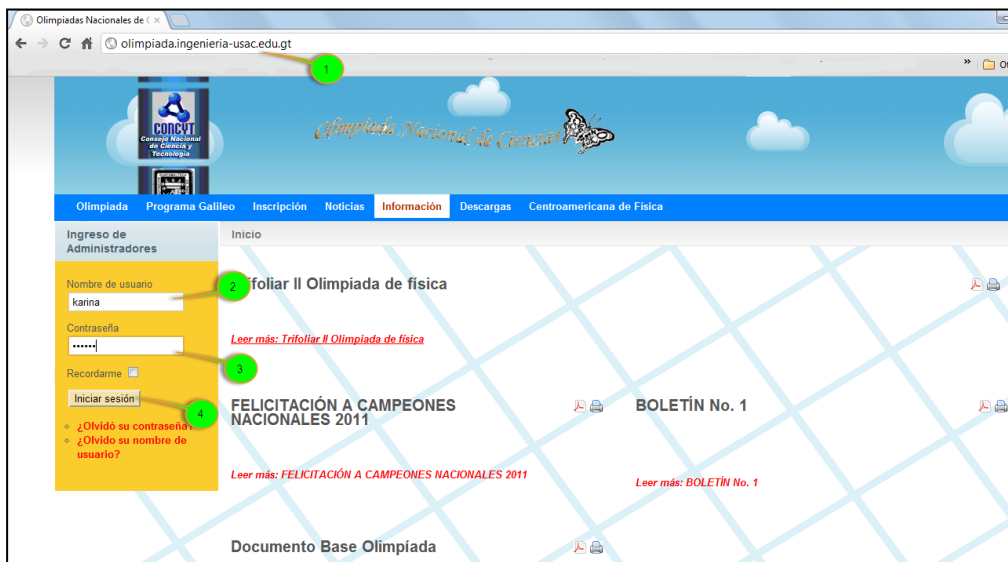 Olimpiadas Nacionales de
olimpiada.ingenieria-usac.edu.gt
1
CONCYT
Consejo Nacional
de Ciencia y
Tecnología
Olimpiada Nacional de Ciencias
Olimpiada Programa Galileo Inscripción Noticias Información Descargas Centroamericana de Física
Ingreso de
Administradores
Inicio
Nombre de usuario
karina
2
ifoliar II Olimpiada de física
Contraseña
••••••
Leer más: Trifoliar II Olimpiada de física
3
Recordarme
Iniciar sesión
4
¿Olvidó su contraseña?
¿Olvido su nombre de
usuario?
FELICITACIÓN A CAMPEONES
NACIONALES 2011
BOLETÍN No. 1
Leer más: FELICITACIÓN A CAMPEONES NACIONALES 2011
Leer más: BOLETÍN No. 1
Documento Base Olimpíada